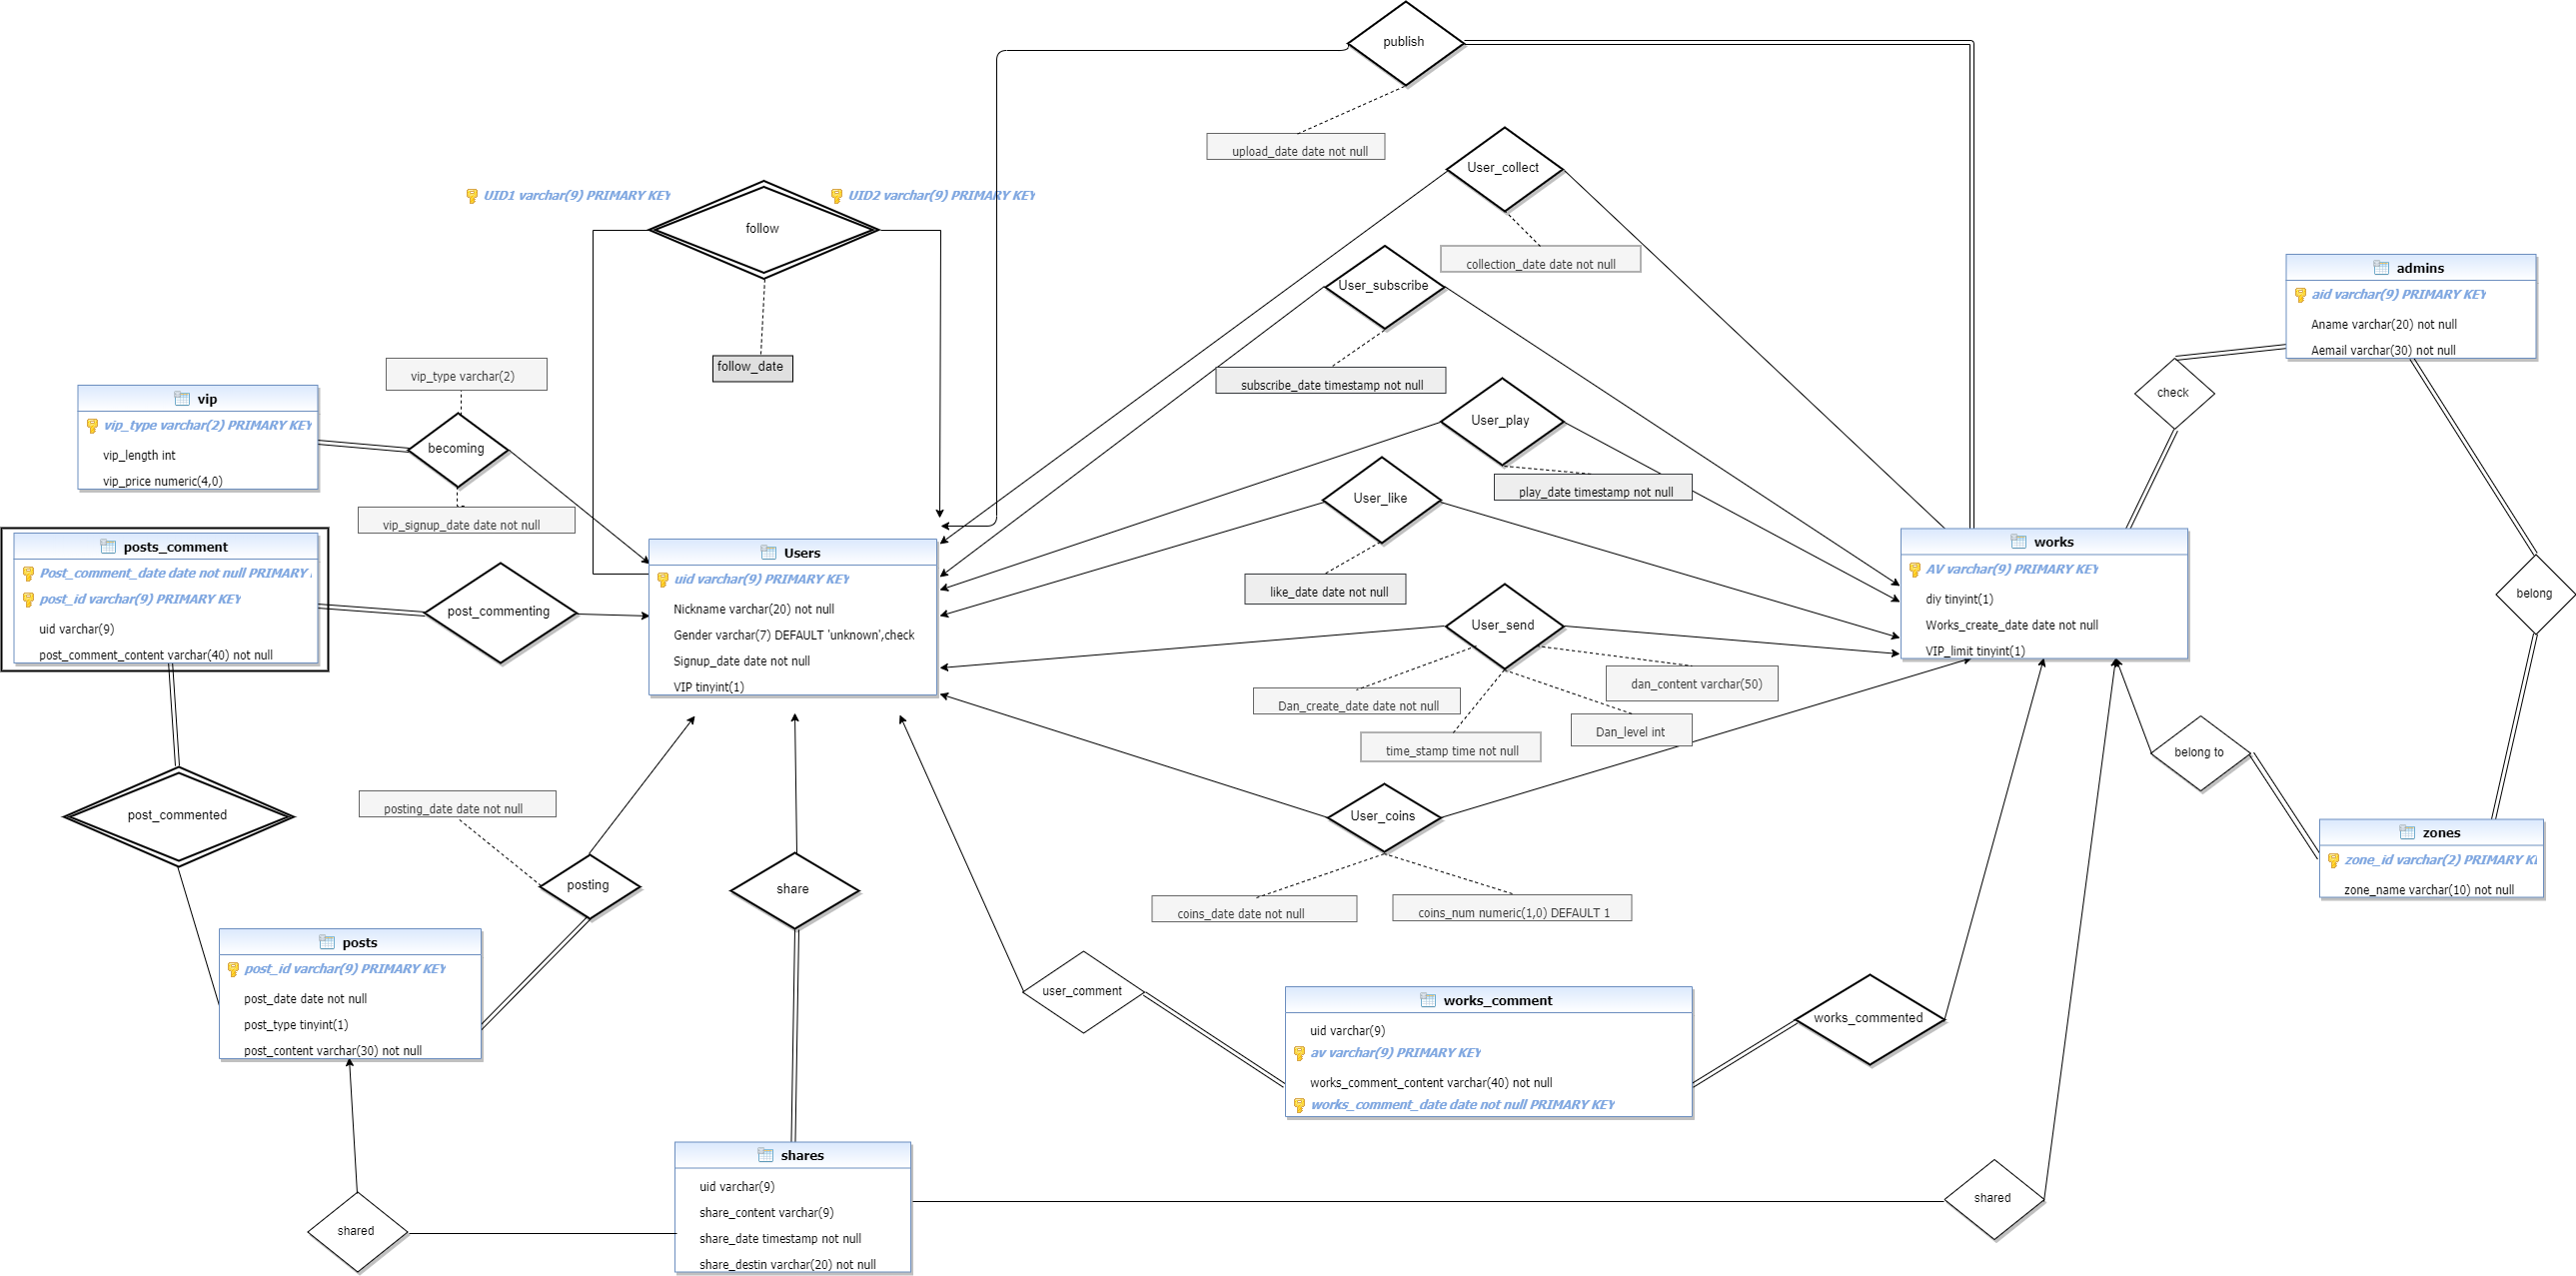 publish
upload_date date not null
User_collect
collection_date date not null
UID1 varchar(9) PRIMARY KEY
UID2 varchar(9) PRIMARY KEY
follow
follow_date
User_subscribe
subscribe_date timestamp not null
admins
aid varchar(9) PRIMARY KEY
Aname varchar(20) not null
Aemail varchar(30) not null
check
vip_type varchar(2)
vip
vip_type varchar(2) PRIMARY KEY
vip_length int
vip_price numeric(4,0)
becoming
vip_signup_date date not null
User_play
play_date timestamp not null
User_like
like_date date not null
posts_comment
Post_comment_date date not null PRIMARY
post_id varchar(9) PRIMARY KEY
uid varchar(9)
post_comment_content varchar(40) not null
post_commenting
Users
uid varchar(9) PRIMARY KEY
Nickname varchar(20) not null
Gender varchar(7) DEFAULT 'unknown',check
Signup_date date not null
VIP tinyint(1)
works
AV varchar(9) PRIMARY KEY
diy tinyint(1)
Works_create_date date not null
VIP_limit tinyint(1)
belong
User_send
Dan_create_date date not null
dan_content varchar(50)
time_stamp time not null
Dan_level int
belong to
post_commented
posting_date date not null
posting
share
User_coins
coins_date date not null
coins_num numeric(1,0) DEFAULT 1
zones
zone_id varchar(2) PRIMARY KE
zone_name varchar(10) not null
posts
post_id varchar(9) PRIMARY KEY
post_date date not null
post_type tinyint(1)
post_content varchar(30) not null
user_comment
works_comment
uid varchar(9)
av varchar(9) PRIMARY KEY
works_comment_content varchar(40) not null
works_comment_date date not null PRIMARY KEY
works_commented
shares
uid varchar(9)
share_content varchar(9)
share_date timestamp not null
share_destin varchar(20) not null
shared
shared